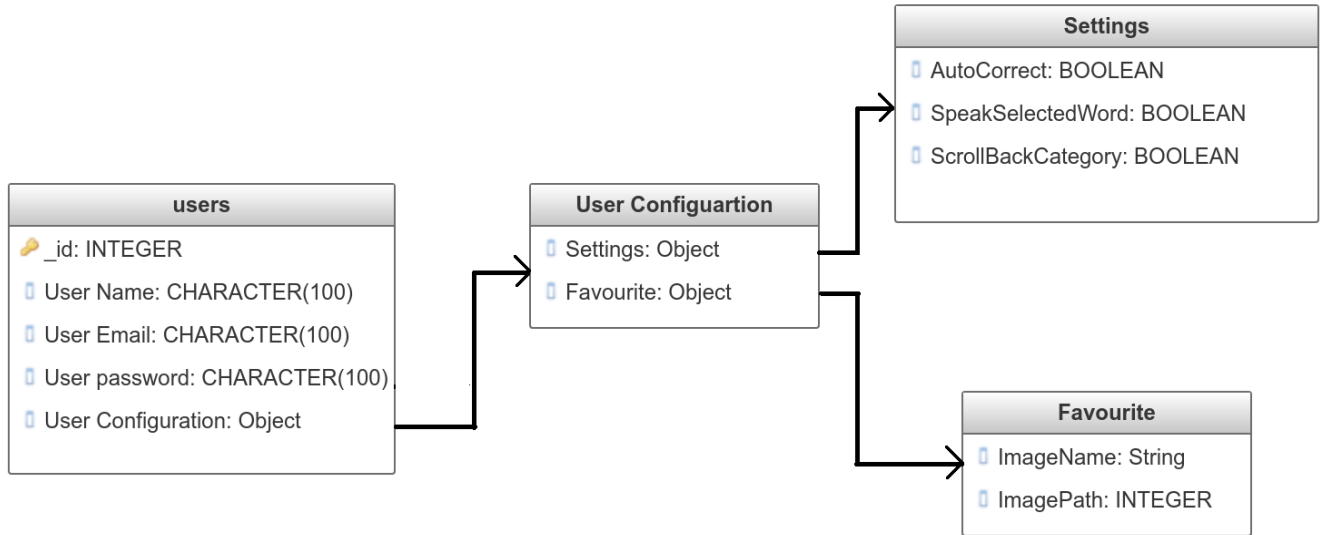 users
_id: INTEGER
User Name: CHARACTER(100)
User Email: CHARACTER(100)
User password: CHARACTER(100)
User Configuration: Object
User Configuartion
Settings: Object
Favourite: Object
Settings
AutoCorrect: BOOLEAN
SpeakSelectedWord: BOOLEAN
ScrollBackCategory: BOOLEAN
Favourite
ImageName: String
ImagePath: INTEGER